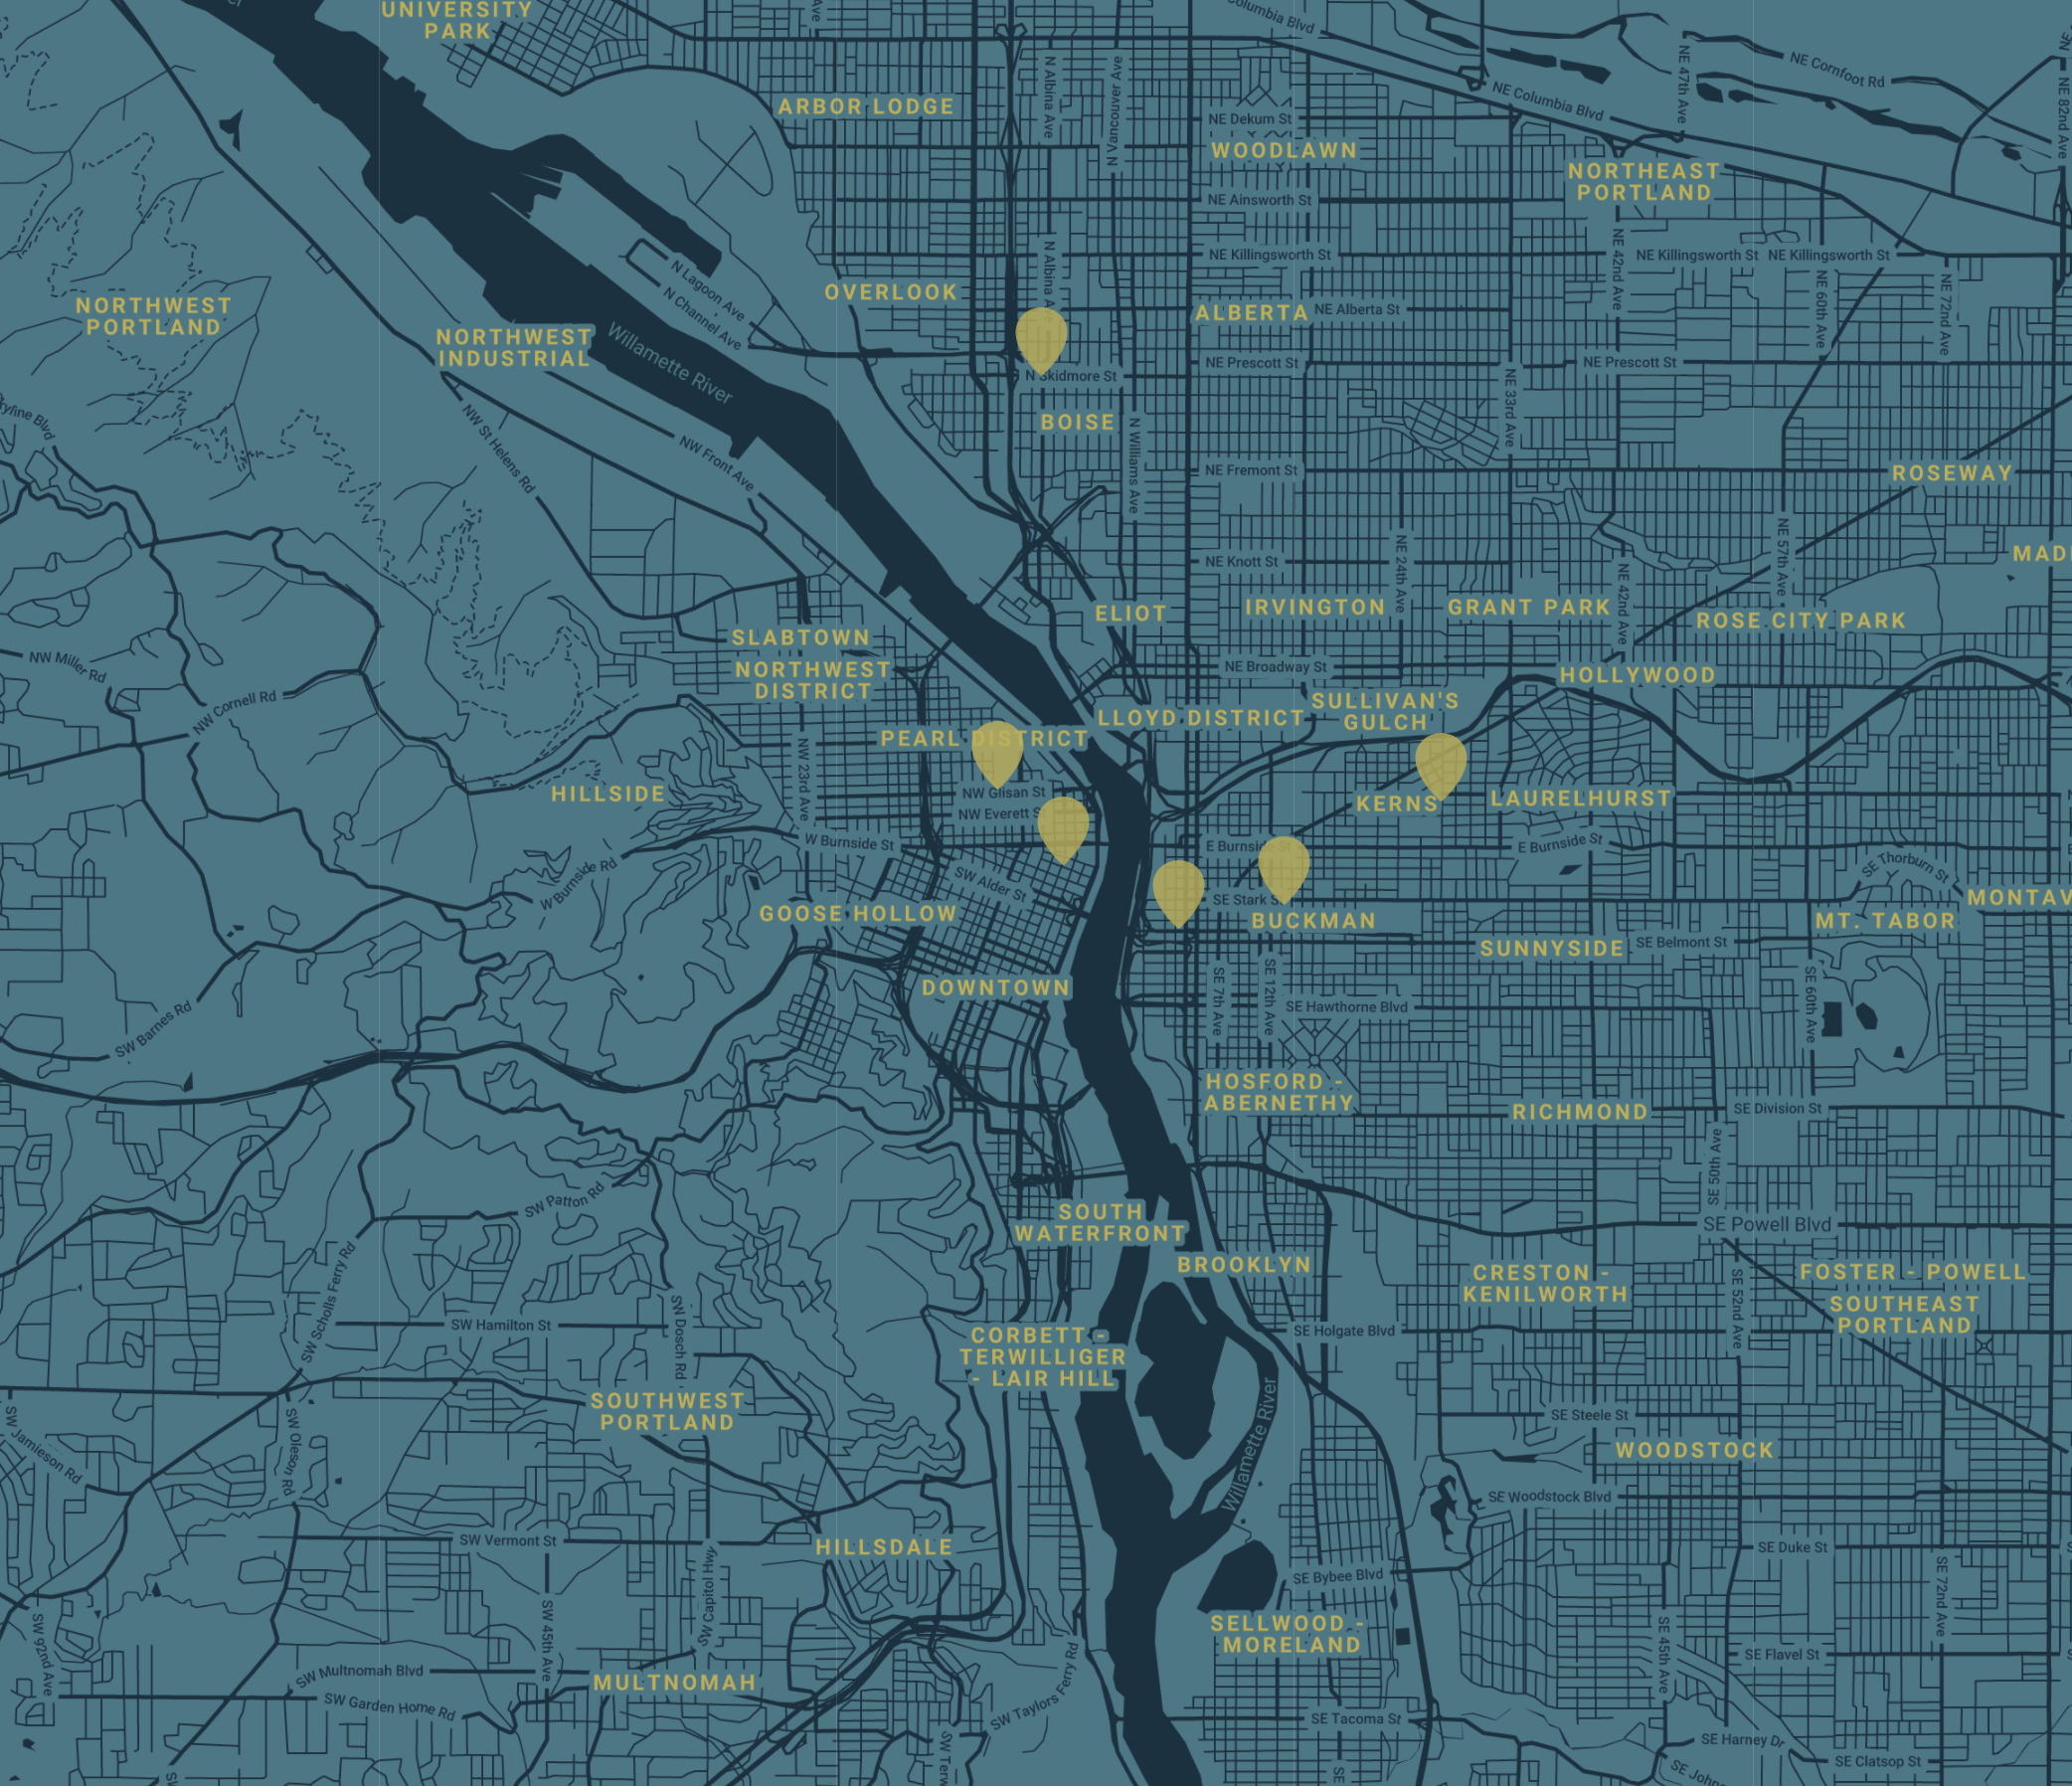 UNIVERSITY
PARK
Columbia Blvd
NE Cornfoot Rd
NE 47th Ave
NE 82nd Ave
N Albina Ave
N Vancouver Ave
NE Columbia Blvd
ARBOR LODGE
NE Dekum St
WOODLAWN
NORTHEAST
PORTLAND
NE Ainsworth St
NE 42nd Ave
NE Killingsworth St
NE Killingsworth St
NE Killingsworth St
N Albina
N Lagoon Ave
N Channel Ave
OVERLOOK
NE 60th Ave
NE 72nd Ave
NORTHWEST
PORTLAND
ALBERTA
NE Alberta St
NORTHWEST
INDUSTRIAL
Willamette River
NE Prescott St
NE Prescott St
N Skidmore St
NE 33rd Ave
BOISE
NW St Helens Rd
NW Front Ave
N Williams Ave
NE Fremont St
ROSEWAY
NE 24th Ave
NE 57th Ave
NE Knott St
NE 42nd Ave
ELIOT
IRVINGTON
GRANT PARK
ROSE CITY PARK
SLABTOWN
NORTHWEST
DISTRICT
NW Miller Rd
NW Cornell Rd
NE Broadway St
HOLLYWOOD
SULLIVAN'S
GULCH
LLOYD DISTRICT
PEARL DISTRICT
NW 23rd Ave
HILLSIDE
NW Glisan St
NW Everett
KERNS
LAURELHURST
W Burnside St
E Burnside
E Burnside St
W Burnside Rd
SW Alder St
SE Thorburn St
SE Stark
GOOSE HOLLOW
BUCKMAN
MT. TABOR
SUNNYSIDE
SE Belmont St
DOWNTOWN
SE 7th Ave
SE 12th Ave
SE 60th Ave
SE Hawthorne Blvd
SW Barnes Rd
HOSFORD -
ABERNETHY
RICHMOND
SE Division St
SE 50th Ave
SW Patton Rd
SOUTH
WATERFRONT
SE Powell Blvd
BROOKLYN
CRESTON -
KENILWORTH
FOSTER - POWELL
SOUTHEAST
PORTLAND
SE 52nd Ave
SW Scholls Ferry Rd
SW Hamilton St
SW Dosch Rd
SE Holgate Blvd
CORBETT -
TERWILLIGER
- LAIR HILL
SOUTHWEST
PORTLAND
Willamette River
SE Steele St
SW Jamieson Rd
SW Oleson Rd
WOODSTOCK
SE Woodstock Blvd
SW Vermont St
HILLSDALE
SE Duke St
SW Capitol Hwy
SE Bybee Blvd
SE 72nd Ave
SW 92nd Ave
SW 45th Ave
SELLWOOD -
MORELAND
SE 45th Ave
SE Flavel St
SW Multnomah Blvd
MULTNOMAH
SW Garden Home Rd
SW Taylors Ferry Rd
SE Tacoma St
SE Harney Dr
SE Clatsop St